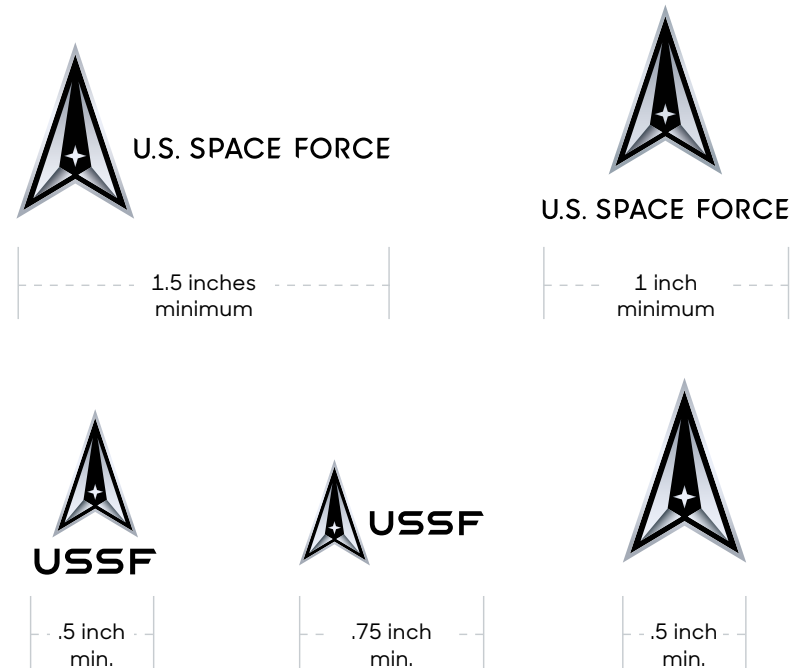 U.S. SPACE FORCE
U.S. SPACE FORCE
1.5 inches
minimum
1 inch
minimum
USSF
USSF
.5 inch
min.
.75 inch
min.
.5 inch
min.